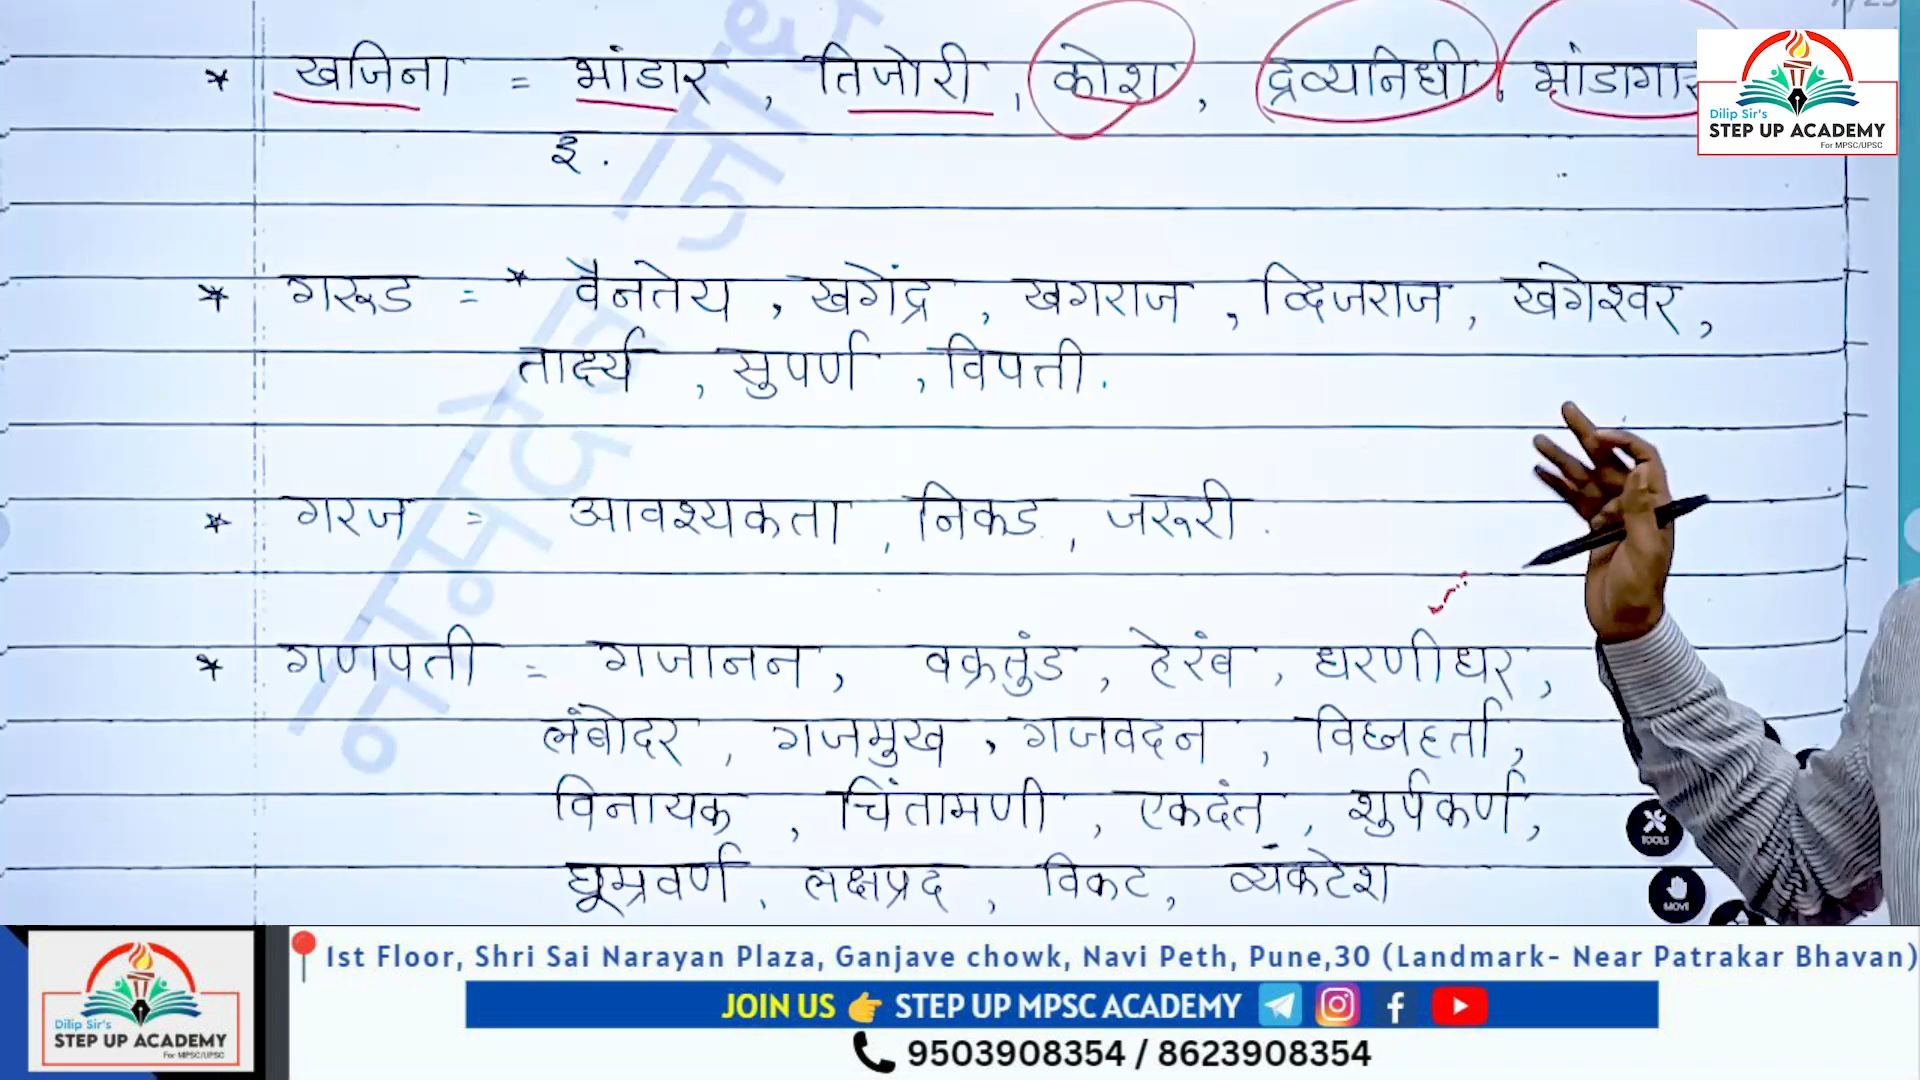 * खजिना = भांडार, तिजोरी, कोश, द्रव्यनिधी, भांडागार
इ.
* गरूड = * वैनतेय, खगेंद्र, खगराज, द्विजराज, खगेश्वर,
तार्क्ष्य, सुपर्ण, विपत्ती.
* गरज = आवश्यकता, निकड, जरूरी.
* गणपती = गजानन, वक्रतुंड, हेरंब, धरणीधर,
लंबोदर, गजमुख, गजवदन, विघ्नहर्ता,
विनायक, चिंतामणी, एकदंत, शुर्पकर्ण,
धूम्रवर्ण, लक्षप्रद, विकट, व्यंकटेश
Dilip Sir's
STEP UP ACADEMY
For MPSC/UPSC
TOOLS
MOVE
Dilip Sir's
STEP UP ACADEMY
For MPSC/UPSC
1st Floor, Shri Sai Narayan Plaza, Ganjave chowk, Navi Peth, Pune,30 (Landmark- Near Patrakar Bhavan)
JOIN US 👉 STEP UP MPSC ACADEMY
9503908354 / 8623908354